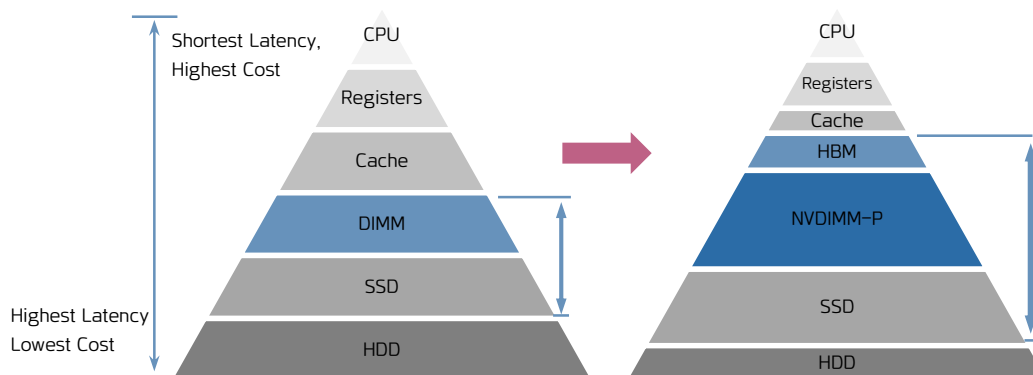 Shortest Latency,
Highest Cost
Highest Latency
Lowest Cost
CPU
Registers
Cache
DIMM
SSD
HDD
CPU
Registers
Cache
HBM
NVDIMM-P
SSD
HDD